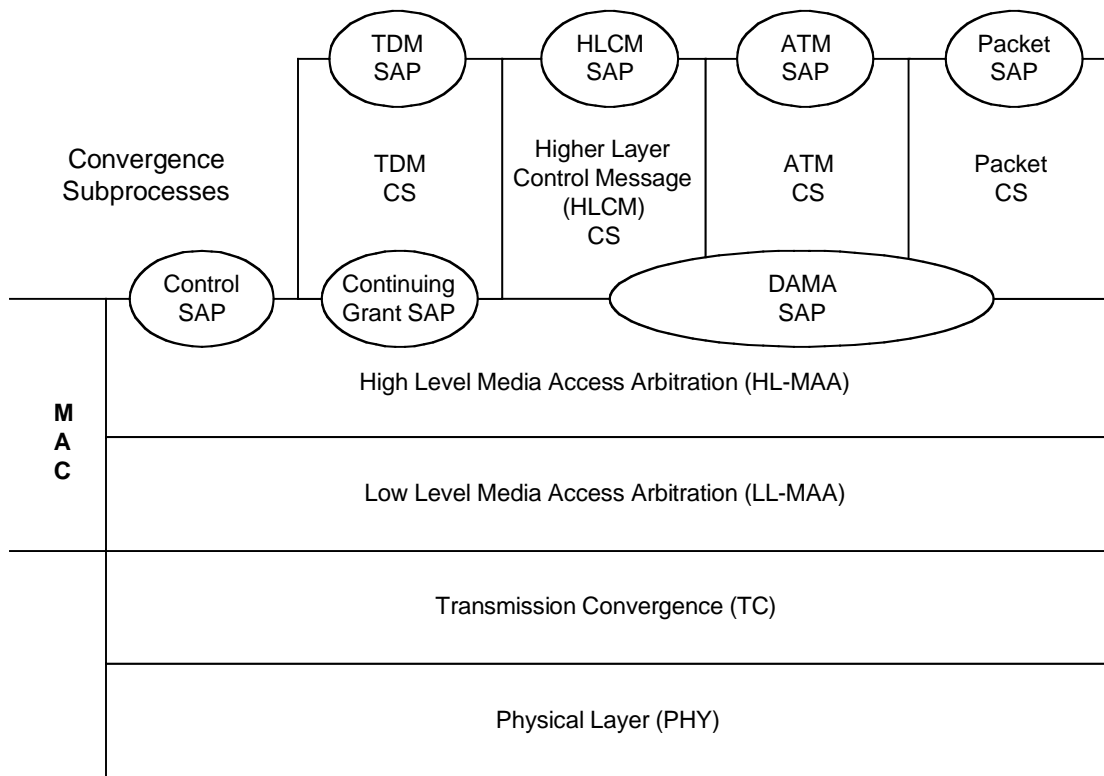 TDM
SAP
HLCM
SAP
ATM
SAP
Packet
SAP
Convergence
Subprocesses
TDM
CS
Higher Layer
Control Message
(HLCM)
CS
ATM
CS
Packet
CS
Control
SAP
Continuing
Grant SAP
DAMA
SAP
M
A
C
High Level Media Access Arbitration (HL-MAA)
Low Level Media Access Arbitration (LL-MAA)
Transmission Convergence (TC)
Physical Layer (PHY)